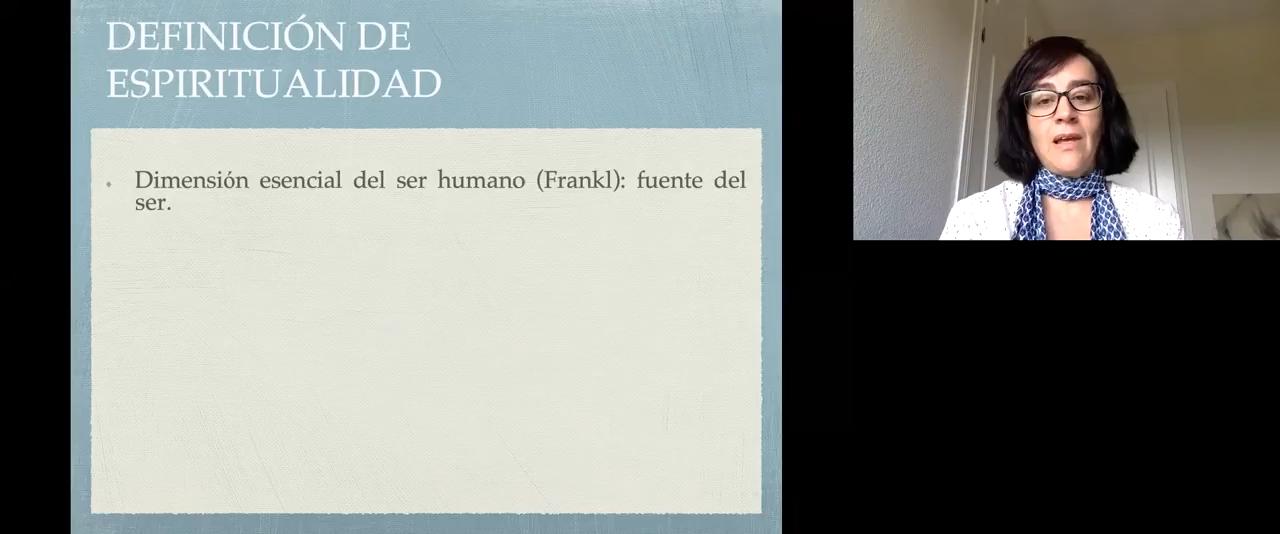 DEFINICIÓN DE
ESPIRITUALIDAD
Dimensión esencial del ser humano (Frankl): fuente del
ser.